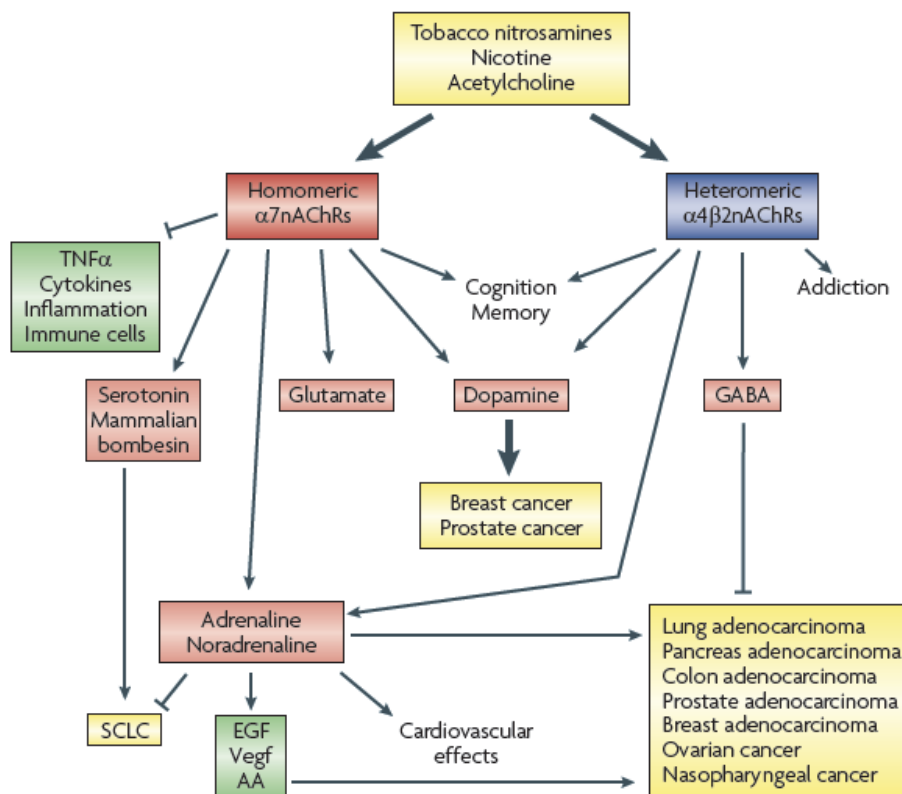 Tobacco nitrosamines
Nicotine
Acetylcholine
Homomeric
α7nAChRs
Heteromeric
α4β2nAChRs
TNFα
Cytokines
Inflammation
Immune cells
Cognition
Memory
Addiction
Serotonin
Mammalian
bombesin
Glutamate
Dopamine
GABA
Breast cancer
Prostate cancer
Adrenaline
Noradrenaline
Lung adenocarcinoma
Pancreas adenocarcinoma
Colon adenocarcinoma
Prostate adenocarcinoma
Breast adenocarcinoma
Ovarian cancer
Nasopharyngeal cancer
SCLC
EGF
Vegf
AA
Cardiovascular
effects